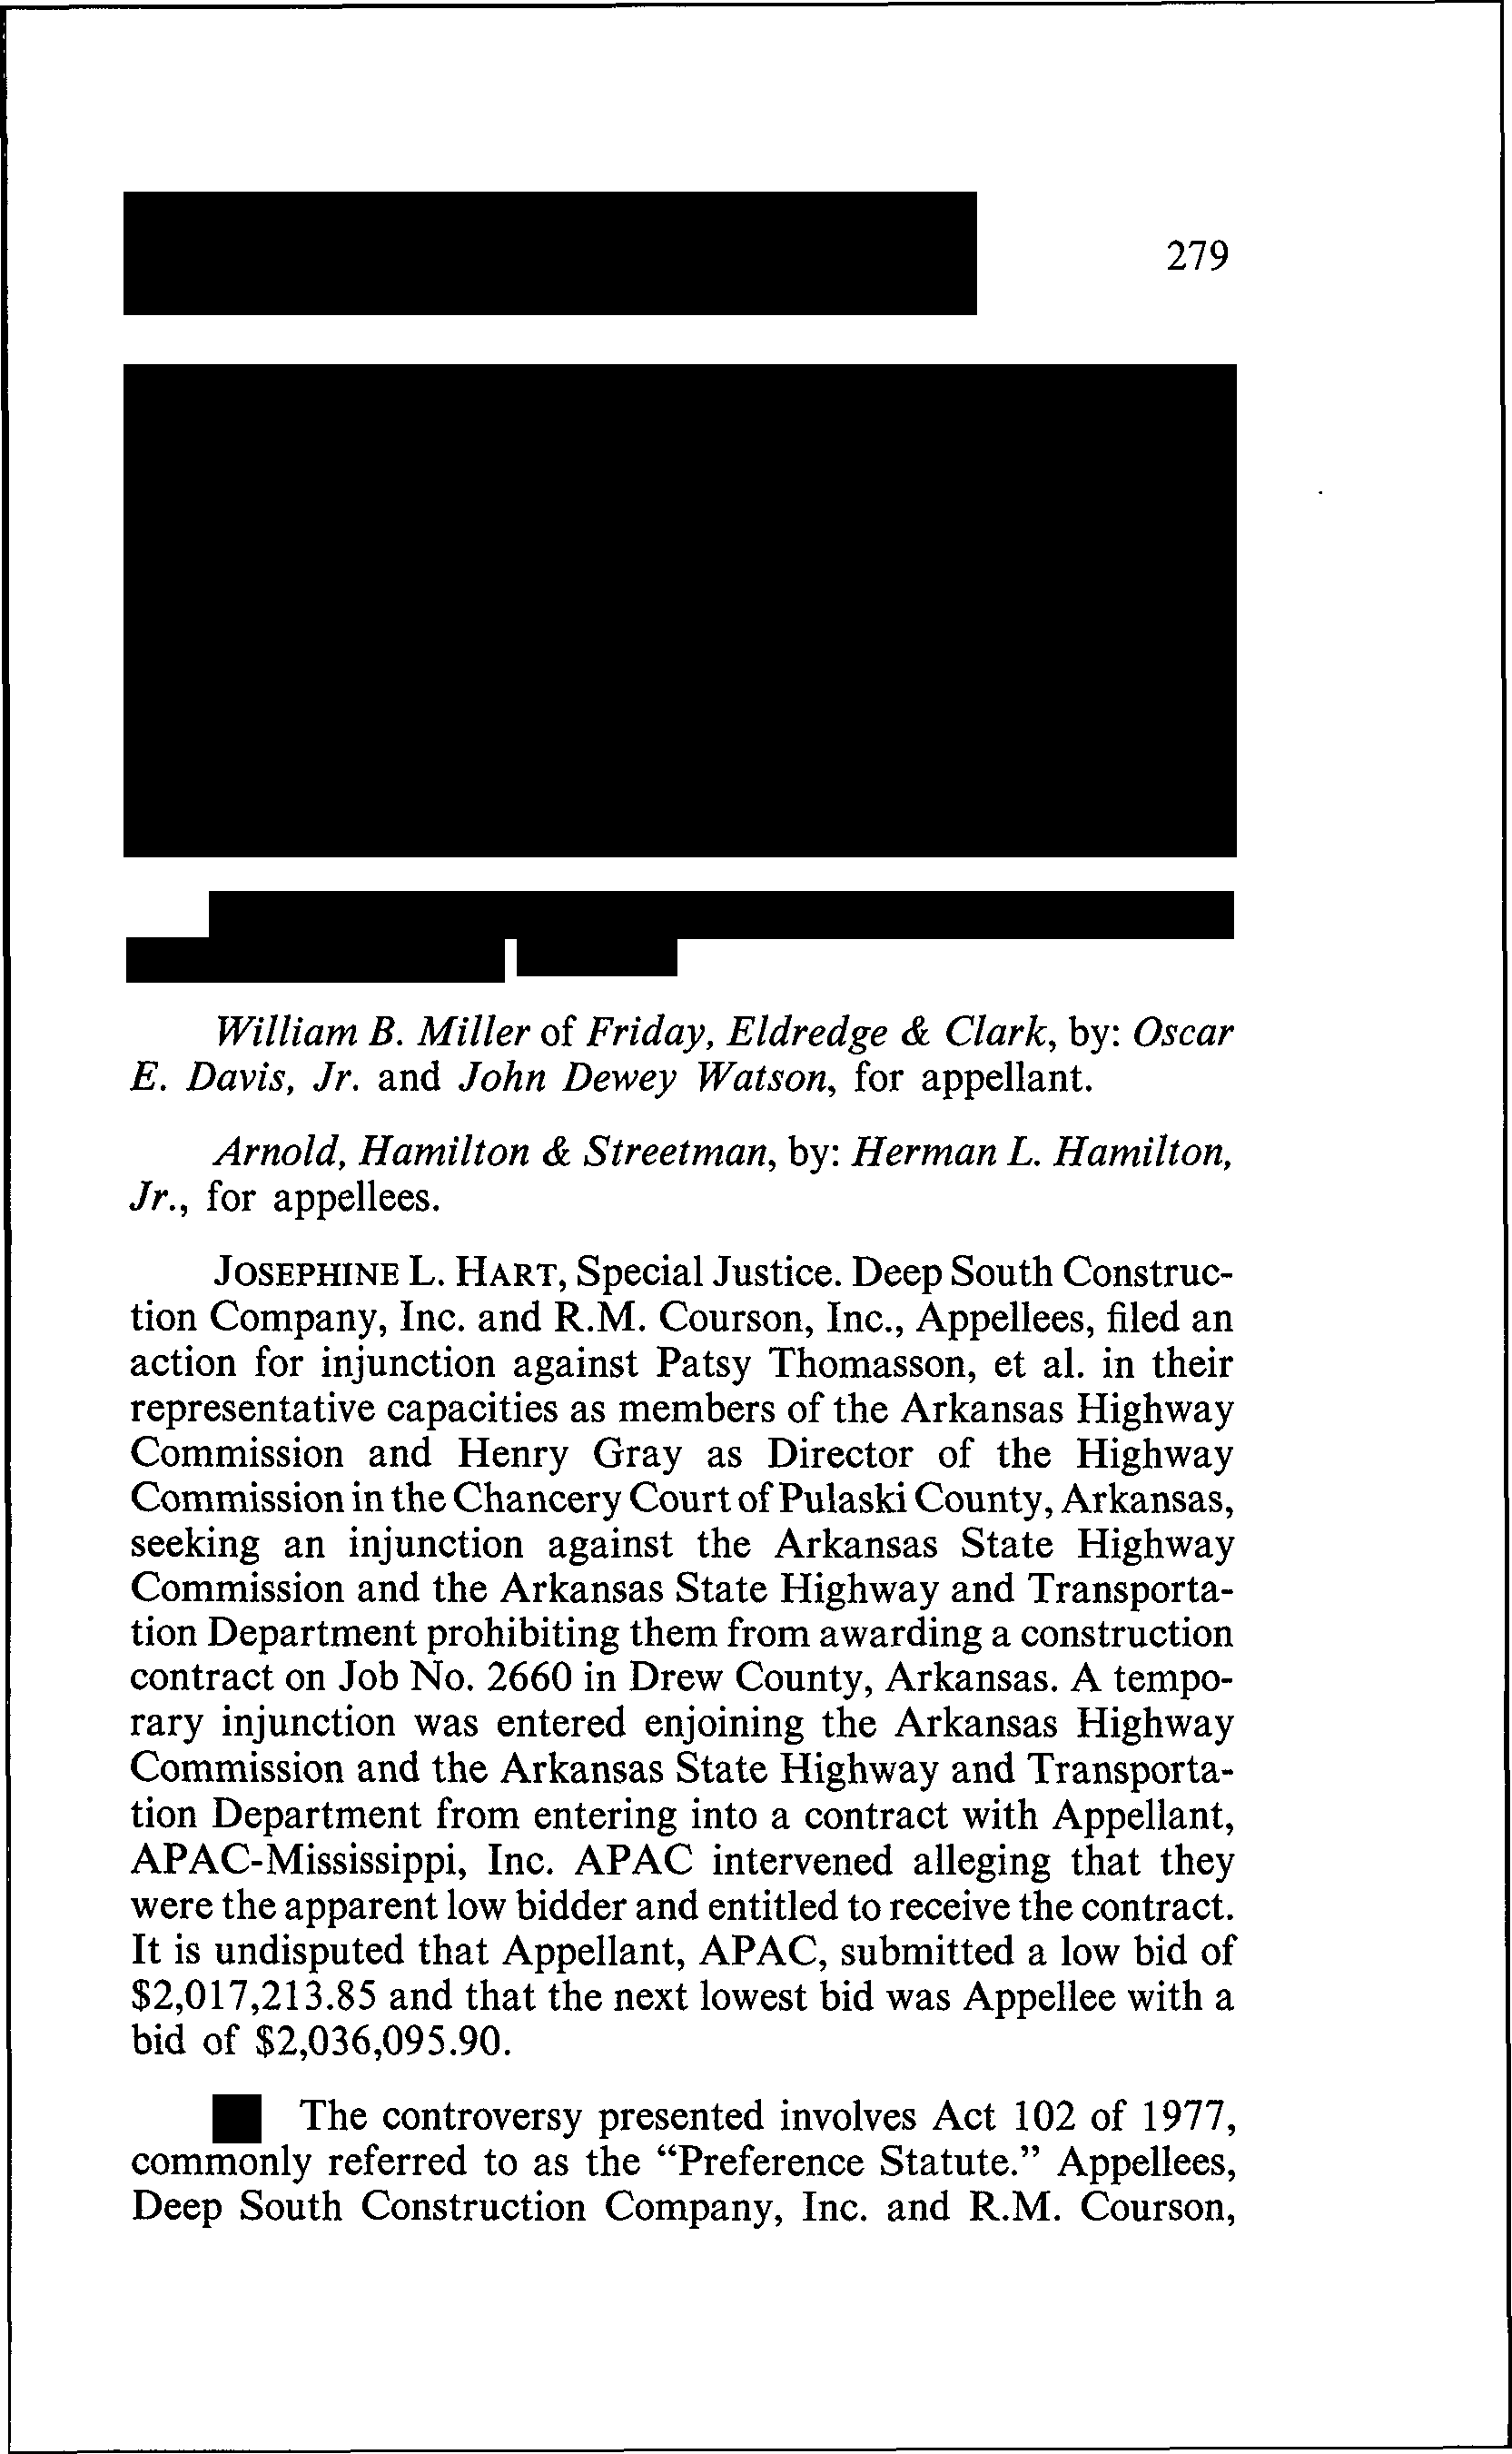 279
William B. Miller of Friday, Eldredge & Clark, by: Oscar
E. Davis, Jr. and John Dewey Watson, for appellant.
Arnold, Hamilton & Streetman, by: Herman L. Hamilton,
Jr., for appellees.
JOSEPHINE L. HART, Special Justice. Deep South Construc-
tion Company, Inc. and R.M. Courson, Inc., Appellees, filed an
action for injunction against Patsy Thomasson, et al. in their
representative capacities as members of the Arkansas Highway
Commission and Henry Gray as Director of the Highway
Commission in the Chancery Court of Pulaski County, Arkansas,
seeking an injunction against the Arkansas State Highway
Commission and the Arkansas State Highway and Transporta-
tion Department prohibiting them from awarding a construction
contract on Job No. 2660 in Drew County, Arkansas. A tempo-
rary injunction was entered enjoining the Arkansas Highway
Commission and the Arkansas State Highway and Transporta-
tion Department from entering into a contract with Appellant,
APAC-Mississippi, Inc. APAC intervened alleging that they
were the apparent low bidder and entitled to receive the contract.
It is undisputed that Appellant, APAC, submitted a low bid of
$2,017,213.85 and that the next lowest bid was Appellee with a
bid of $2,036,095.90.
The controversy presented involves Act 102 of 1977,
commonly referred to as the “Preference Statute.” Appellees,
Deep South Construction Company, Inc. and R.M. Courson,